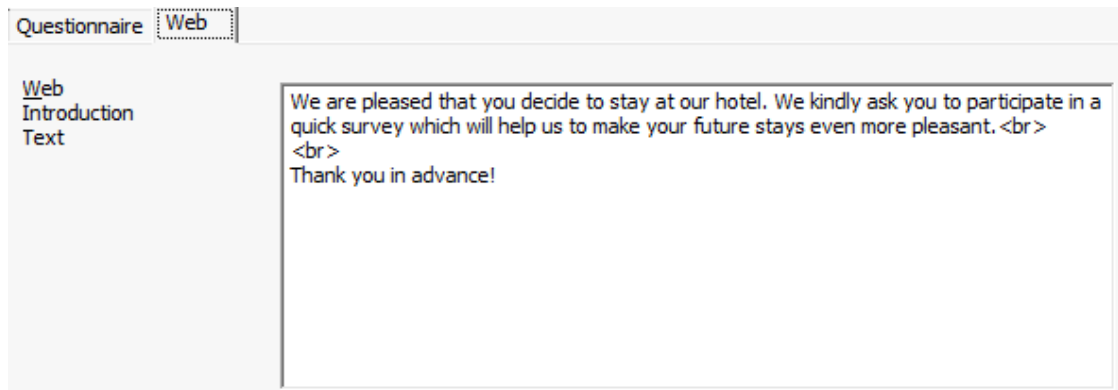 Questionnaire Web
Web
Introduction
Text
We are pleased that you decide to stay at our hotel. We kindly ask you to participate in a
quick survey which will help us to make your future stays even more pleasant.<br>
<br>
Thank you in advance!